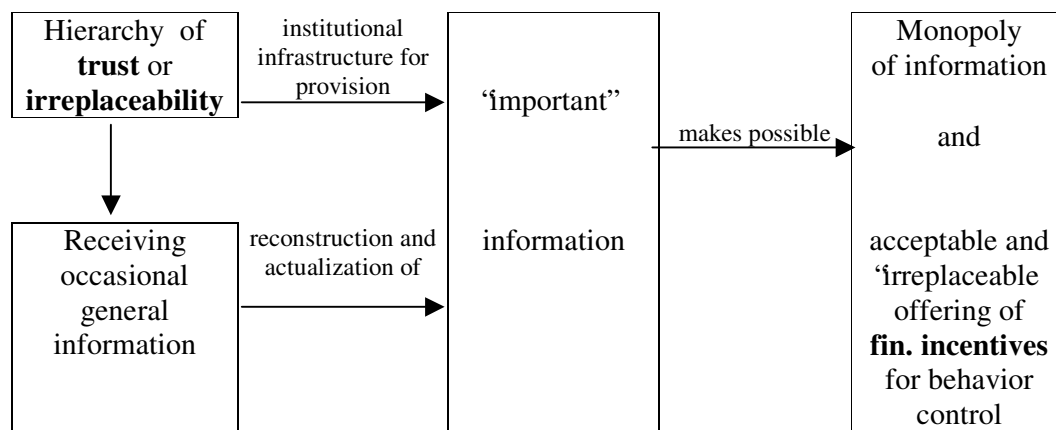 Hierarchy of
trust or
irreplaceability
institutional
infrastructure for
provision
“important”
makes possible
Monopoly
of information
and
Receiving
occasional
general
information
reconstruction and
actualization of
information
acceptable and
“irreplaceable
offering of
fin. incentives
for behavior
control